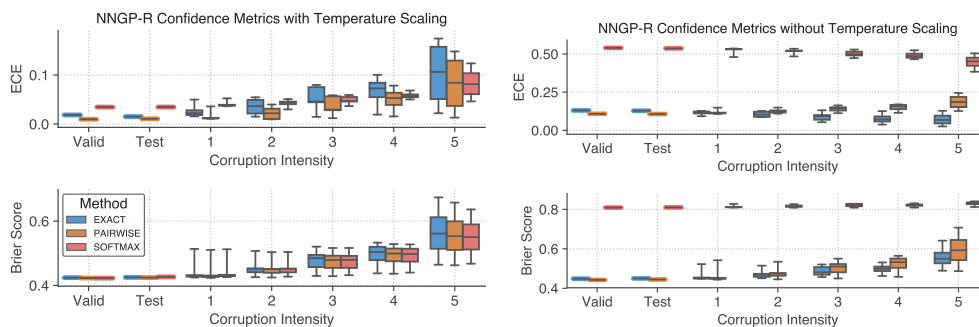 NNGP-R Confidence Metrics with Temperature Scaling
ECE
0.1
0.0
Valid Test 1 2 3 4 5
Corruption Intensity
Brier Score
0.6
0.4
Method
EXACT
PAIRWISE
SOFTMAX
Valid Test 1 2 3 4 5
Corruption Intensity
NNGP-R Confidence Metrics without Temperature Scaling
ECE
0.50
0.25
0.00
Valid Test 1 2 3 4 5
Corruption Intensity
Brier Score
0.8
0.6
0.4
Valid Test 1 2 3 4 5
Corruption Intensity